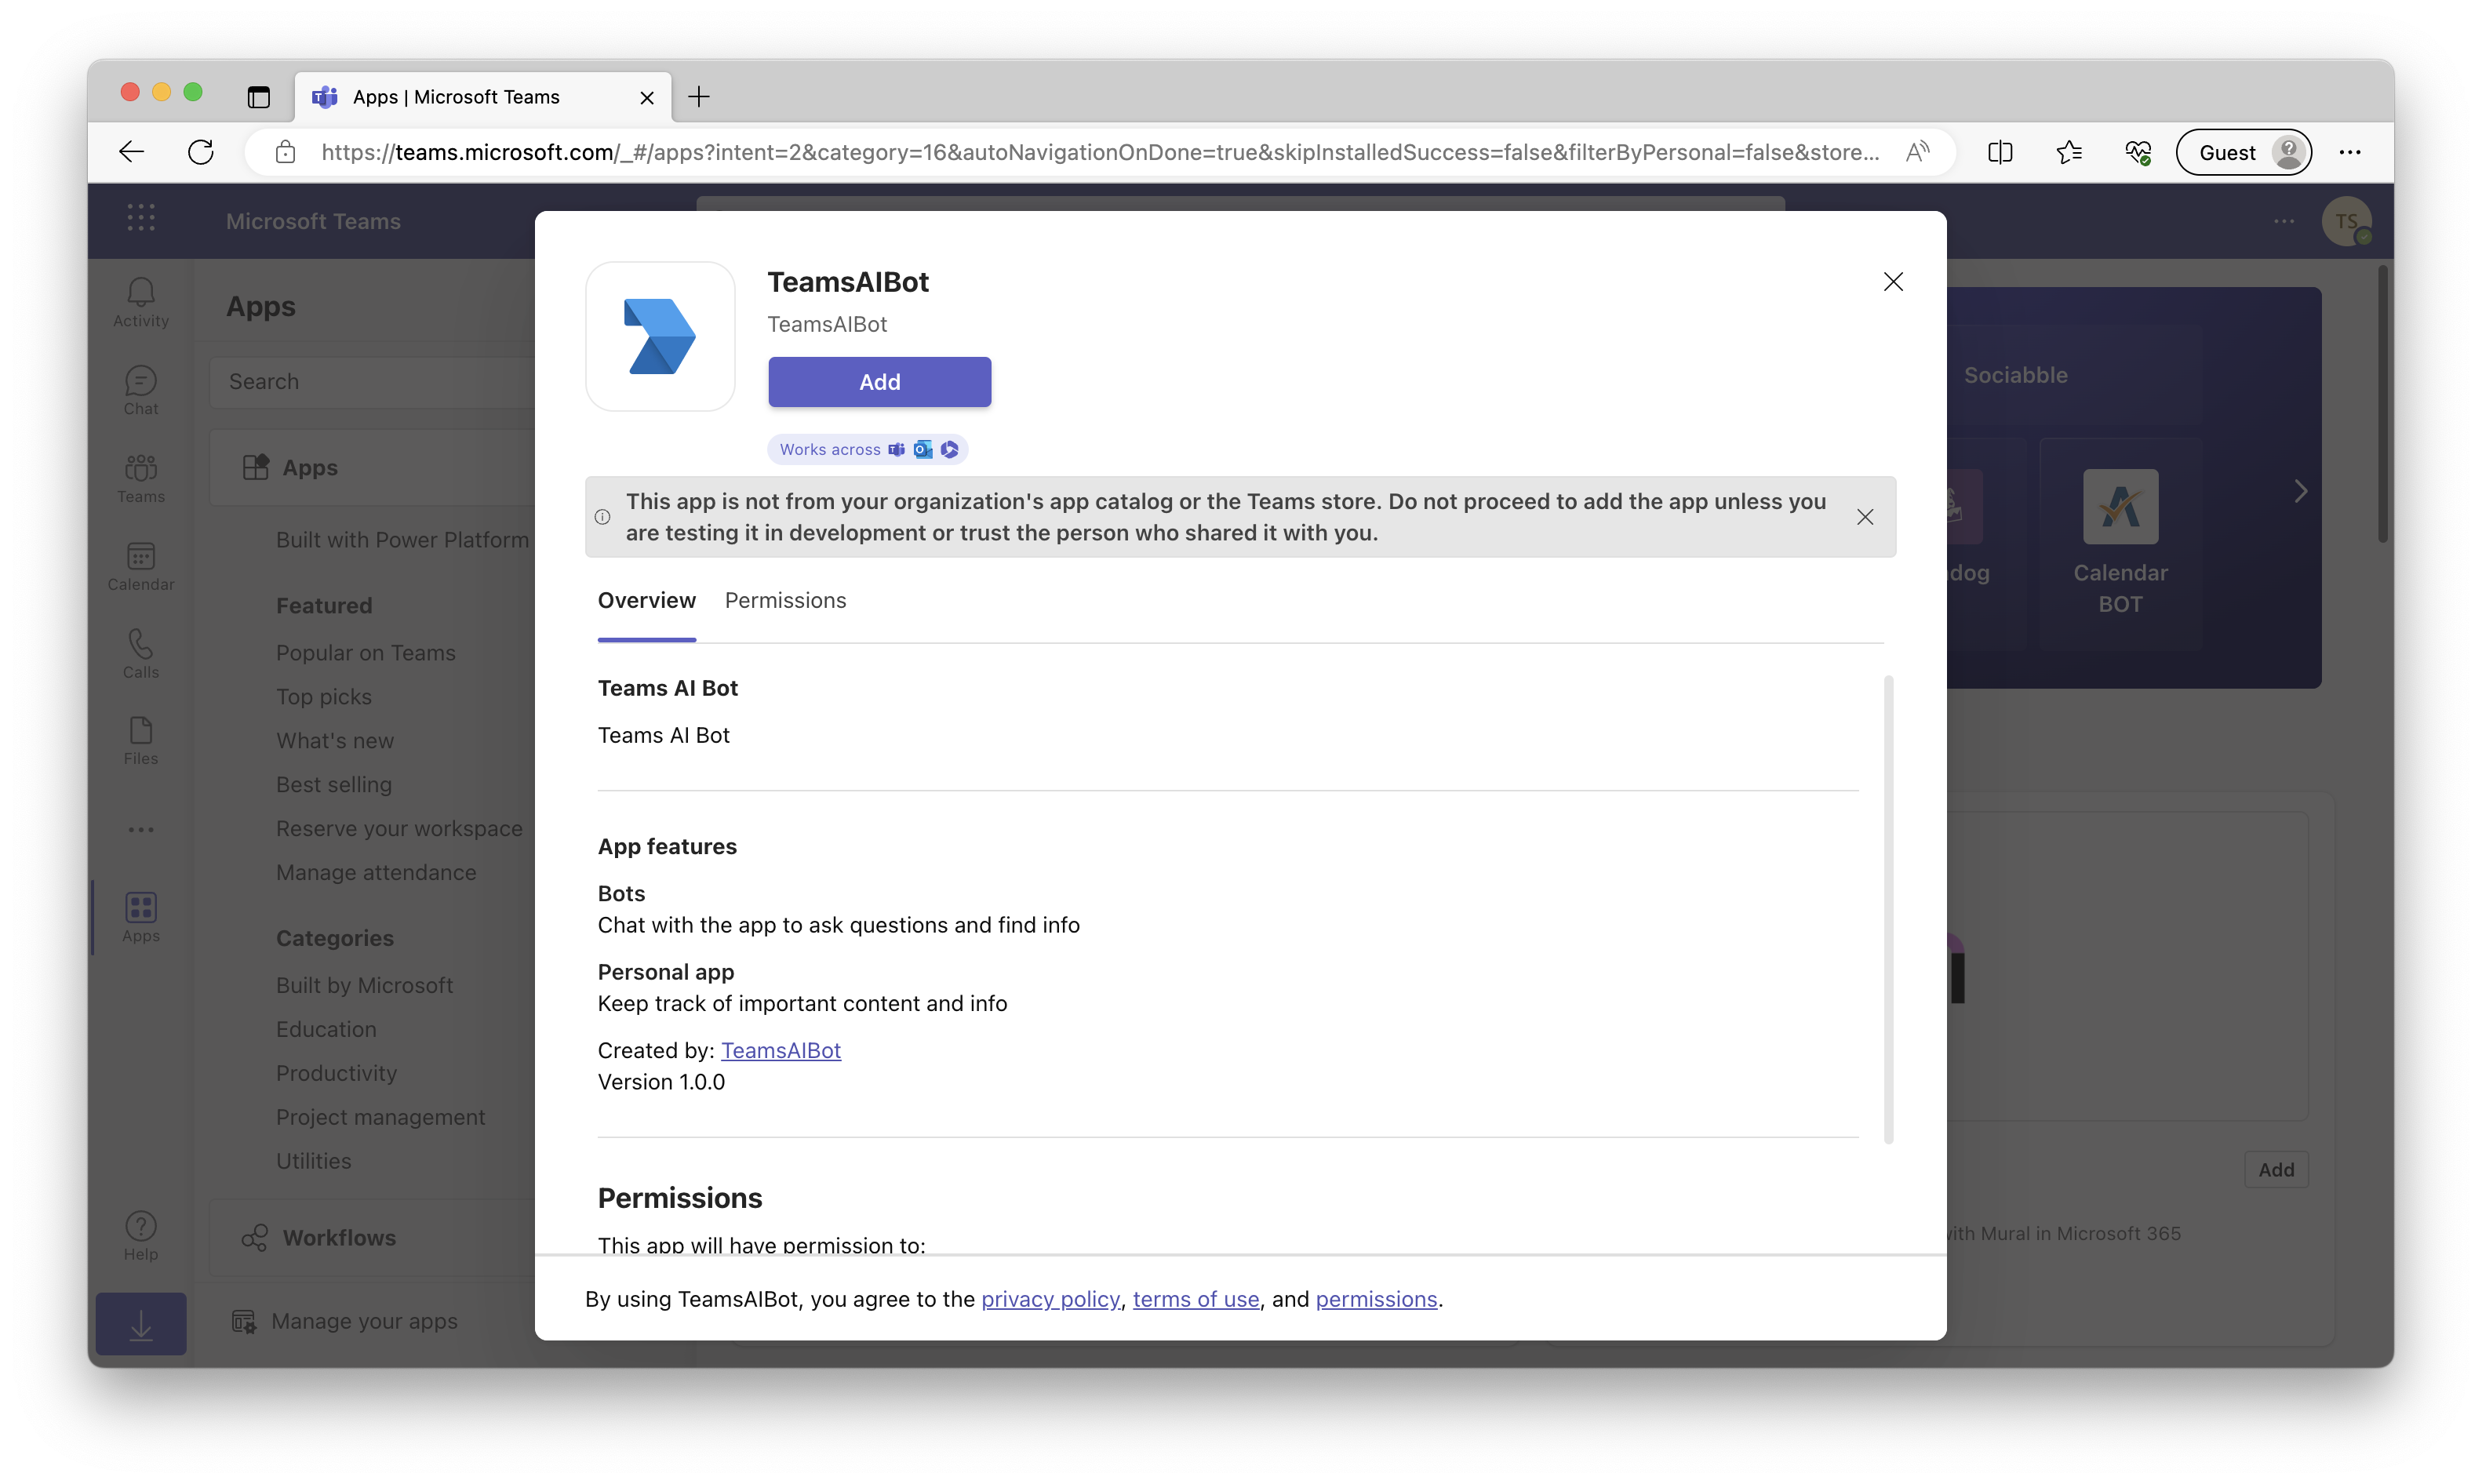 Apps | Microsoft Teams
https://teams.microsoft.com/_#/apps?intent=2&category=16&autoNavigationOnDone=true&skipInstalledSuccess=false&filterByPersonal=false&store...
Guest
Microsoft Teams
TS
Activity
Chat
Teams
Calendar
Calls
Files
Apps
Help
Apps
Search
Apps
Built with Power Platform
Featured
Popular on Teams
Top picks
What's new
Best selling
Reserve your workspace
Manage attendance
Categories
Built by Microsoft
Education
Productivity
Project management
Utilities
Workflows
Manage your apps
TeamsAIBot
TeamsAIBot
Add
Works across
This app is not from your organization's app catalog or the Teams store. Do not proceed to add the app unless you
are testing it in development or trust the person who shared it with you.
Overview Permissions
Teams AI Bot
Teams AI Bot
App features
Bots
Chat with the app to ask questions and find info
Personal app
Keep track of important content and info
Created by: TeamsAIBot
Version 1.0.0
Permissions
This app will have permission to:
By using TeamsAIBot, you agree to the privacy policy, terms of use, and permissions.
Sociabble
dog
Calendar
BOT
Add
with Mural in Microsoft 365